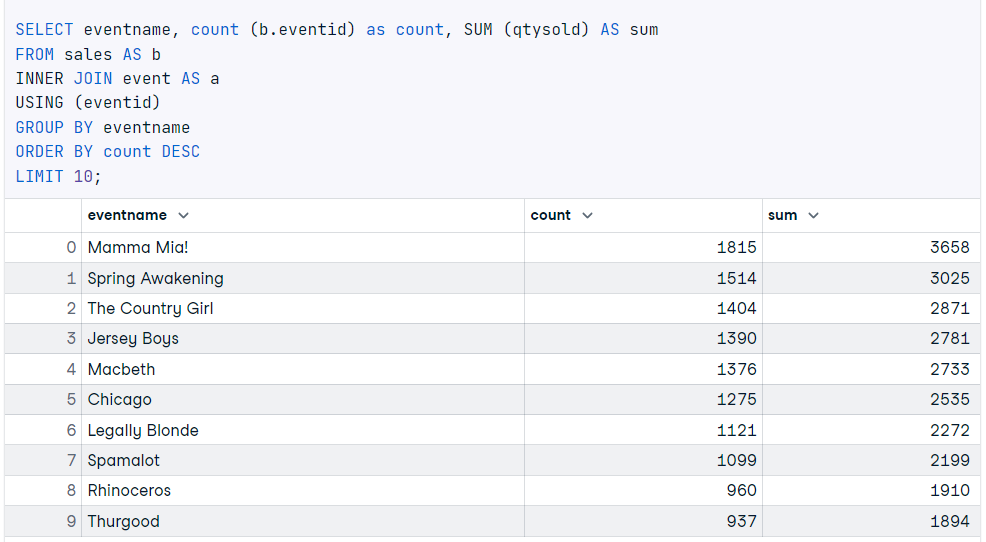 SELECT eventname, count (b.eventid) as count, SUM (qtysold) AS sum
FROM sales AS b
INNER JOIN event AS a
USING (eventid)
GROUP BY eventname
ORDER BY count DESC
LIMIT 10;
eventname count sum
0 Mamma Mia! 1815 3658
1 Spring Awakening 1514 3025
2 The Country Girl 1404 2871
3 Jersey Boys 1390 2781
4 Macbeth 1376 2733
5 Chicago 1275 2535
6 Legally Blonde 1121 2272
7 Spamalot 1099 2199
8 Rhinoceros 960 1910
9 Thurgood 937 1894